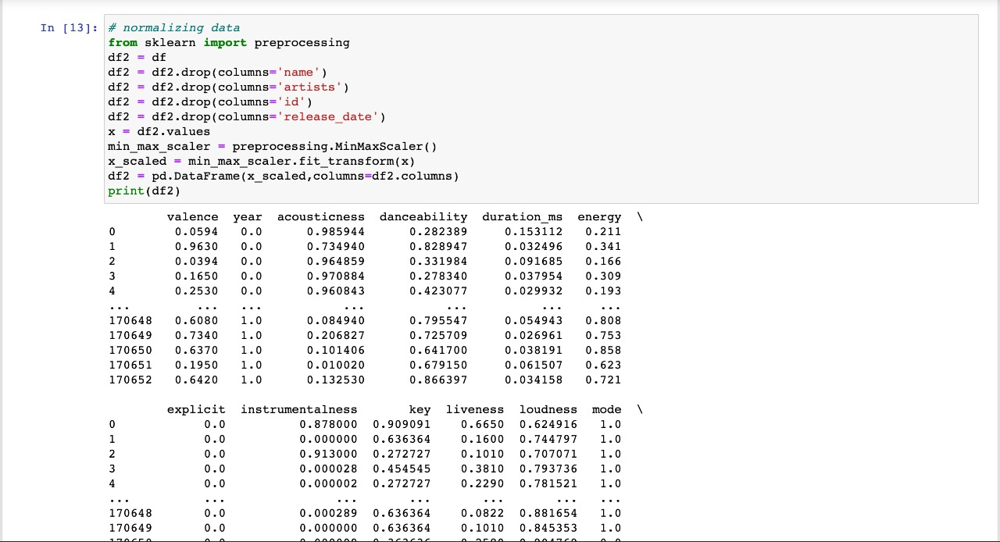 In [13]: # normalizing data
from sklearn import preprocessing
df2 = df
df2 = df2.drop(columns='name')
df2 = df2.drop(columns='artists')
df2 = df2.drop(columns='id')
df2 = df2.drop(columns='release_date')
x = df2.values
min_max_scaler = preprocessing.MinMaxScaler()
x_scaled = min_max_scaler.fit_transform(x)
df2 = pd.DataFrame(x_scaled,columns=df2.columns)
print(df2)
valence year acousticness danceability duration_ms energy \
0 0.0594 0.0 0.985944 0.282389 0.153112 0.211
1 0.9630 0.0 0.734940 0.828947 0.032496 0.341
2 0.0394 0.0 0.964859 0.331984 0.091685 0.166
3 0.1650 0.0 0.970884 0.278340 0.037954 0.309
4 0.2530 0.0 0.960843 0.423077 0.029932 0.193
... ... ... ... ... ... ...
170648 0.6080 1.0 0.084940 0.795547 0.054943 0.808
170649 0.7340 1.0 0.206827 0.725709 0.026961 0.753
170650 0.6370 1.0 0.101406 0.641700 0.038191 0.858
170651 0.1950 1.0 0.010020 0.679150 0.061507 0.623
170652 0.6420 1.0 0.132530 0.866397 0.034158 0.721
explicit instrumentalness key liveness loudness mode \
0 0.0 0.878000 0.909091 0.6650 0.624916 1.0
1 0.0 0.000000 0.636364 0.1600 0.744797 1.0
2 0.0 0.913000 0.272727 0.1010 0.707071 1.0
3 0.0 0.000028 0.454545 0.3810 0.793736 1.0
4 0.0 0.000002 0.272727 0.2290 0.781521 1.0
... ... ... ... ... ... ...
170648 0.0 0.000289 0.636364 0.0822 0.881654 1.0
170649 0.0 0.000000 0.636364 0.1010 0.845353 1.0